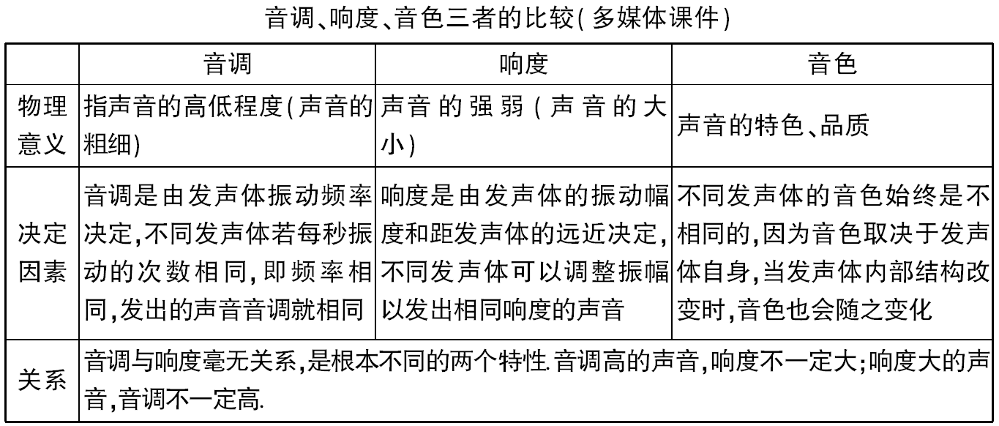 音调、响度、音色三者的比较(多媒体课件)
音调 响度 音色
物理意义
指声音的高低程度(声音的
粗细)
声音的强弱(声音的大
小)
声音的特色、品质
决定因素
音调是由发声体振动频率
决定,不同发声体若每秒振
动的次数相同,即频率相
同,发出的声音音调就相同
响度是由发声体的振动幅
度和距发声体的远近决定,
不同发声体可以调整振幅
以发出相同响度的声音
不同发声体的音色始终是不
相同的,因为音色取决于发声
体自身,当发声体内部结构改
变时,音色也会随之变化
关系
音调与响度毫无关系,是根本不同的两个特性.音调高的声音,响度不一定大;响度大的声
音,音调不一定高.